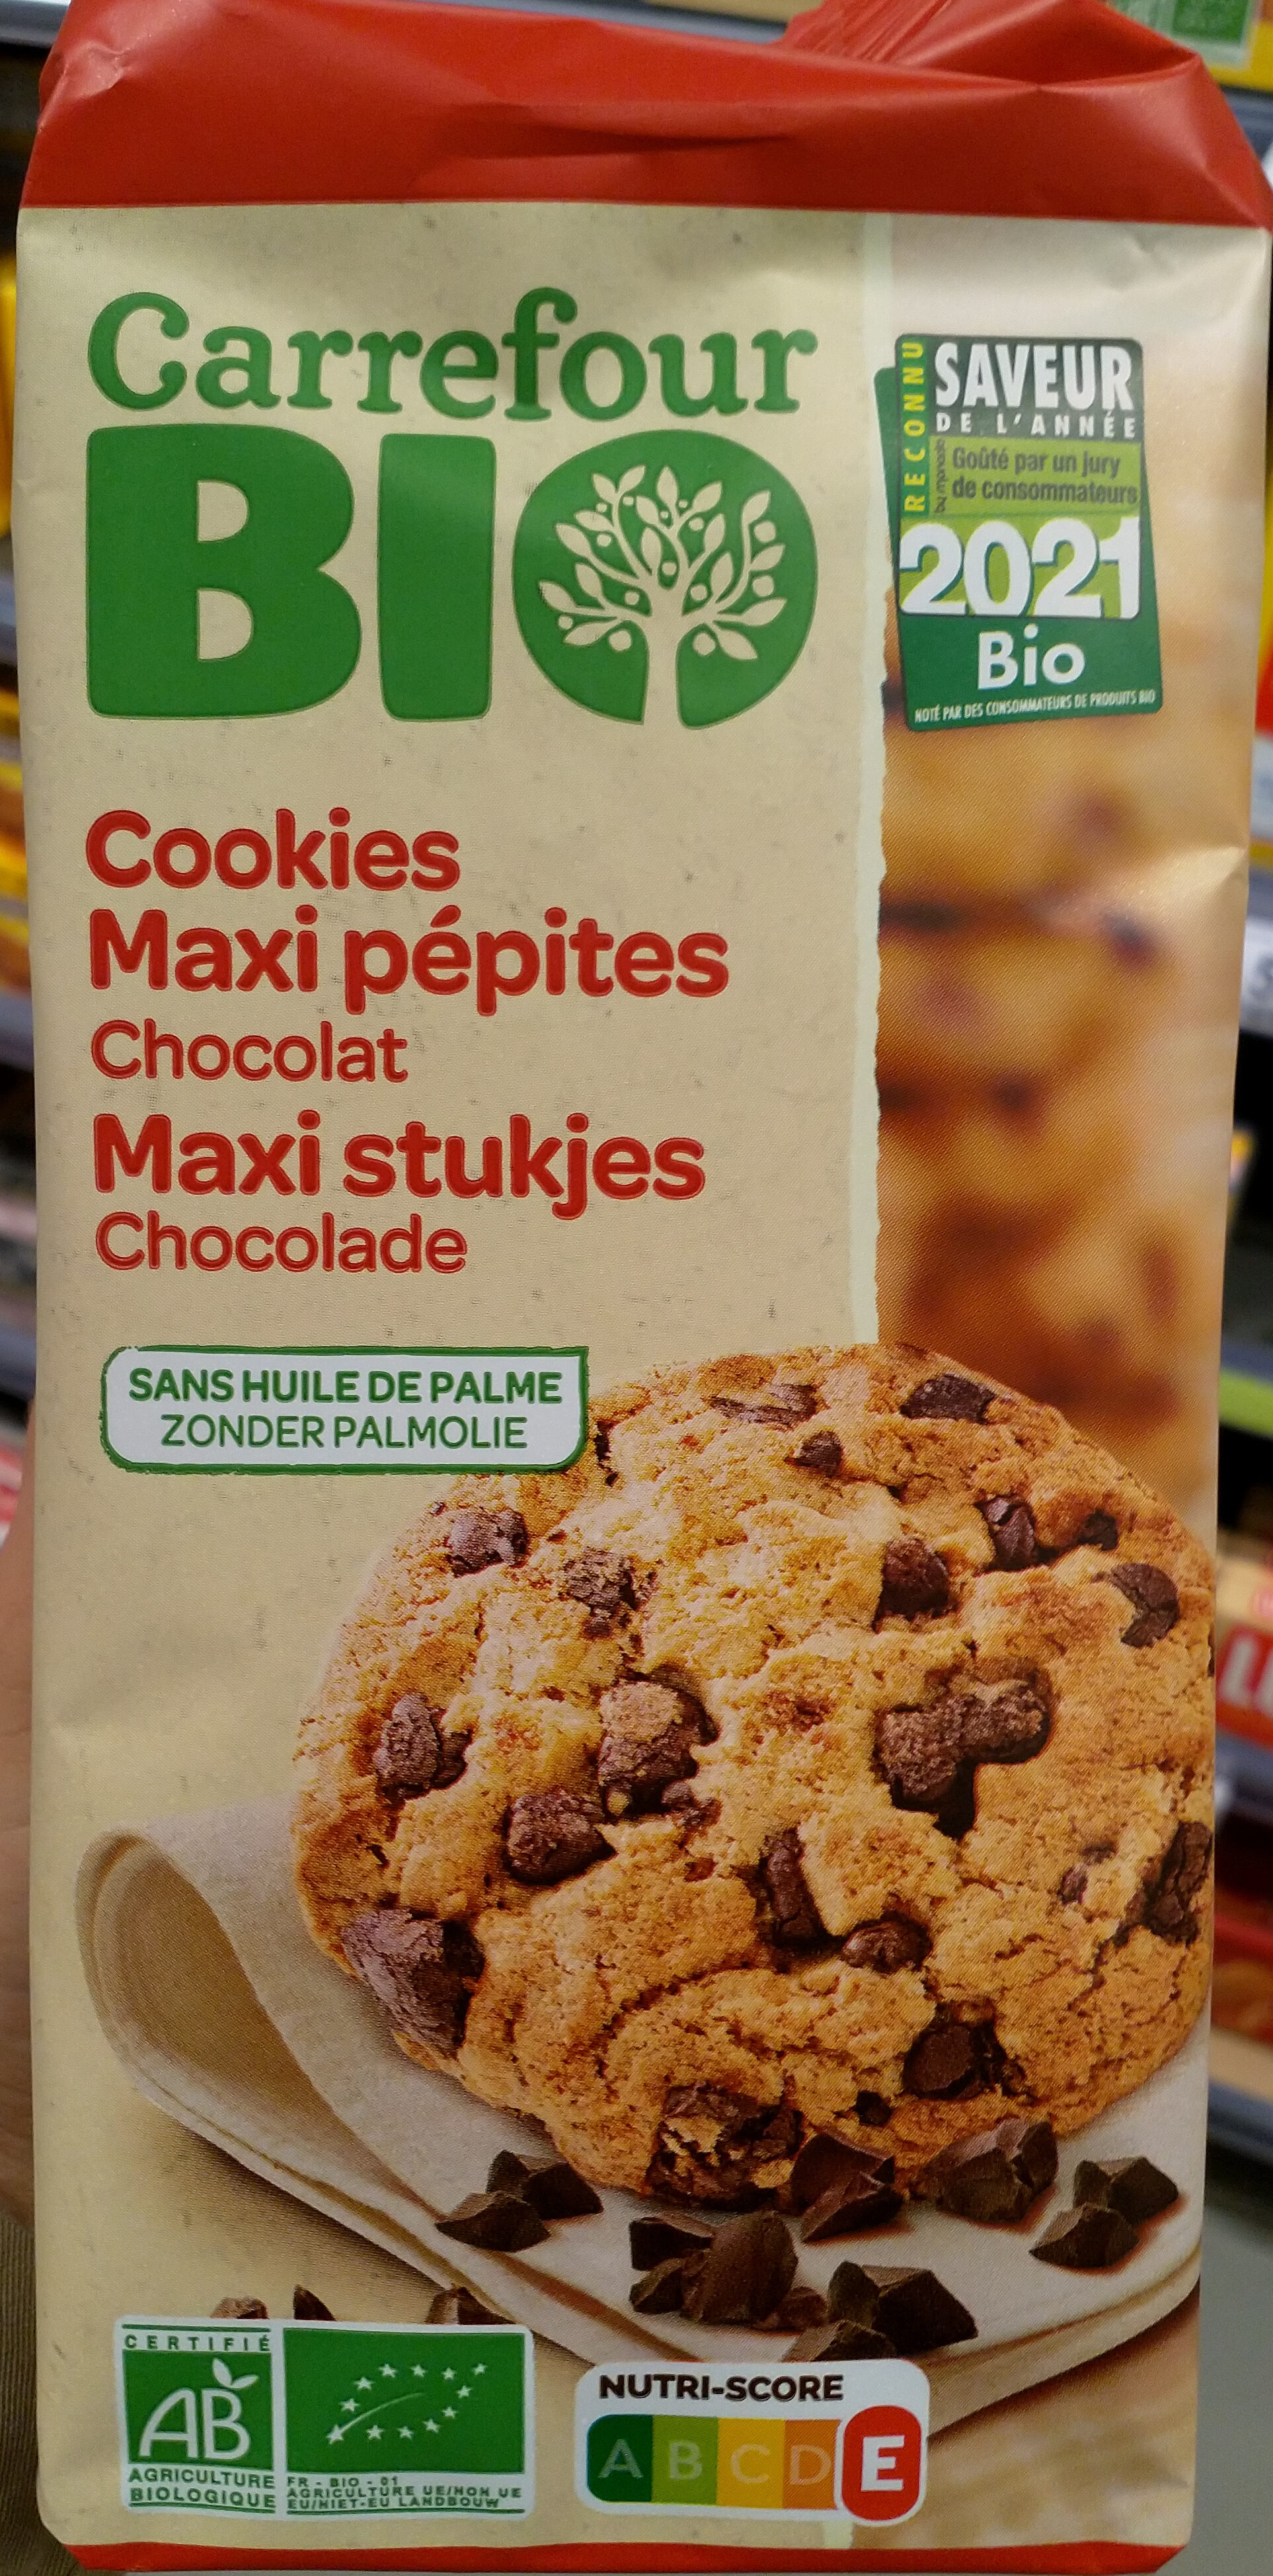 Carrefour
BIO
RECONNU
SAVEUR
DE L'ANNÉE
by monadia
Goûté par un jury
de consommateurs
2021
Bio
NOTÉ PAR DES CONSOMMATEURS DE PRODUITS BIO
Cookies
Maxi pépites
Chocolat
Maxi stukjes
Chocolade
SANS HUILE DE PALME
ZONDER PALMOLIE
CERTIFIÉ
AB
AGRICULTURE
BIOLOGIQUE
FR - BIO - 01
AGRICULTURE UE/NON UE
EU/NIET-EU LANDBOUW
NUTRI-SCORE
A B C D E